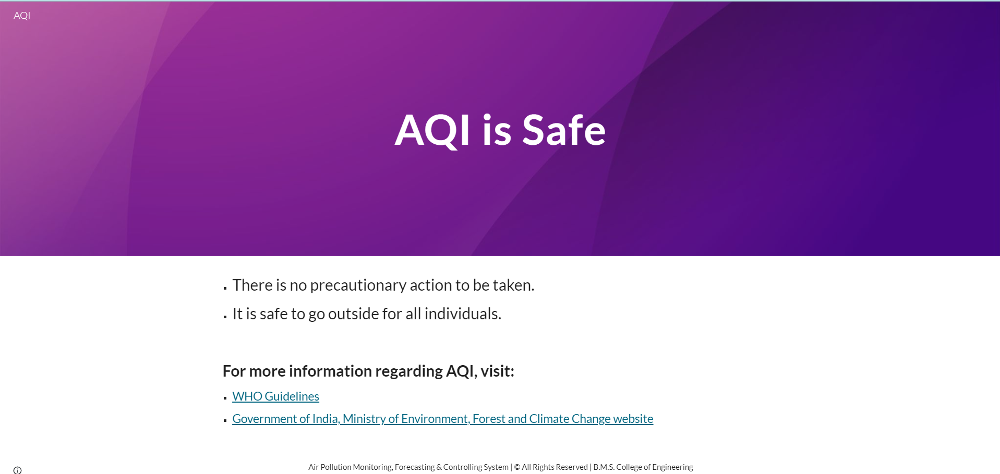 AQI
AQI is Safe
There is no precautionary action to be taken.
It is safe to go outside for all individuals.
For more information regarding AQI, visit:
WHO Guidelines
Government of India, Ministry of Environment, Forest and Climate Change website
Air Pollution Monitoring, Forecasting & Controlling System | © All Rights Reserved | B.M.S. College of Engineering